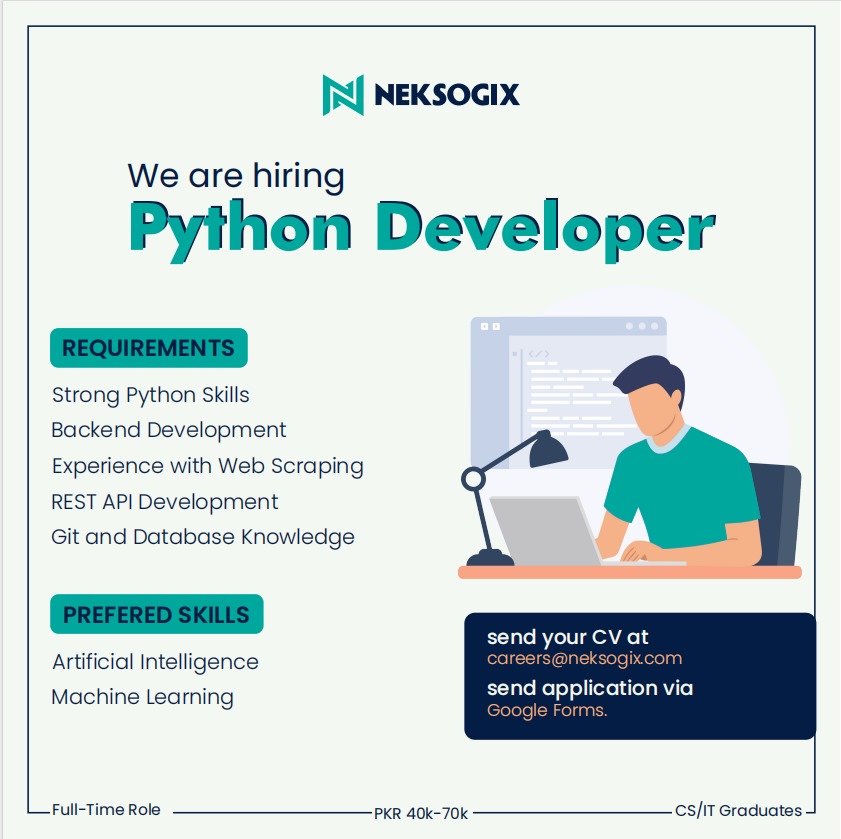 NEKSOGIX
We are hiring
Python Developer
REQUIREMENTS
Strong Python Skills
Backend Development
Experience with Web Scraping
REST API Development
Git and Database Knowledge
PREFERED SKILLS
Artificial Intelligence
Machine Learning
</>
send your CV at
careers@neksogix.com
send application via
Google Forms.
Full-Time Role
PKR 40k-70k
CS/IT Graduates